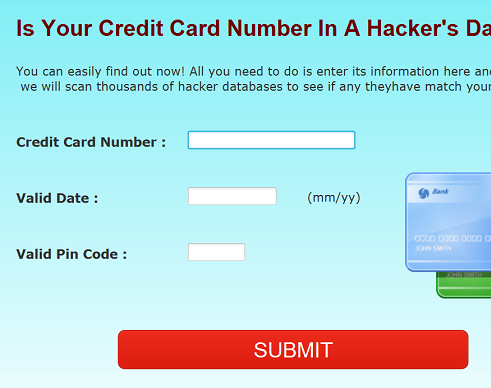 Is Your Credit Card Number In A Hacker's Da
You can easily find out now! All you need to do is enter its information here and
we will scan thousands of hacker databases to see if any theyhave match your
Credit Card Number :
Valid Date :
(mm/yy)
Bank
Valid Pin Code :
0000 0000 0000 0
JOHN SMITH
JOHN SMITH
SUBMIT